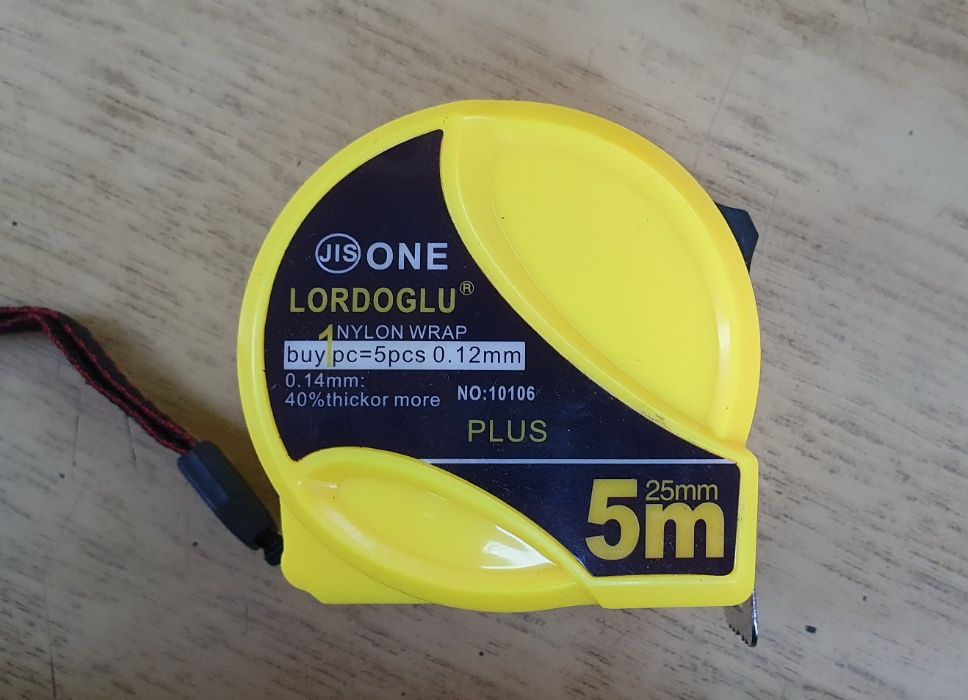 JIS ONE
LORDOGLU®
NYLON WRAP
buy 1 pc=5pcs 0.12mm
0.14mm:
40%thickor more NO:10106
PLUS
25mm
5m